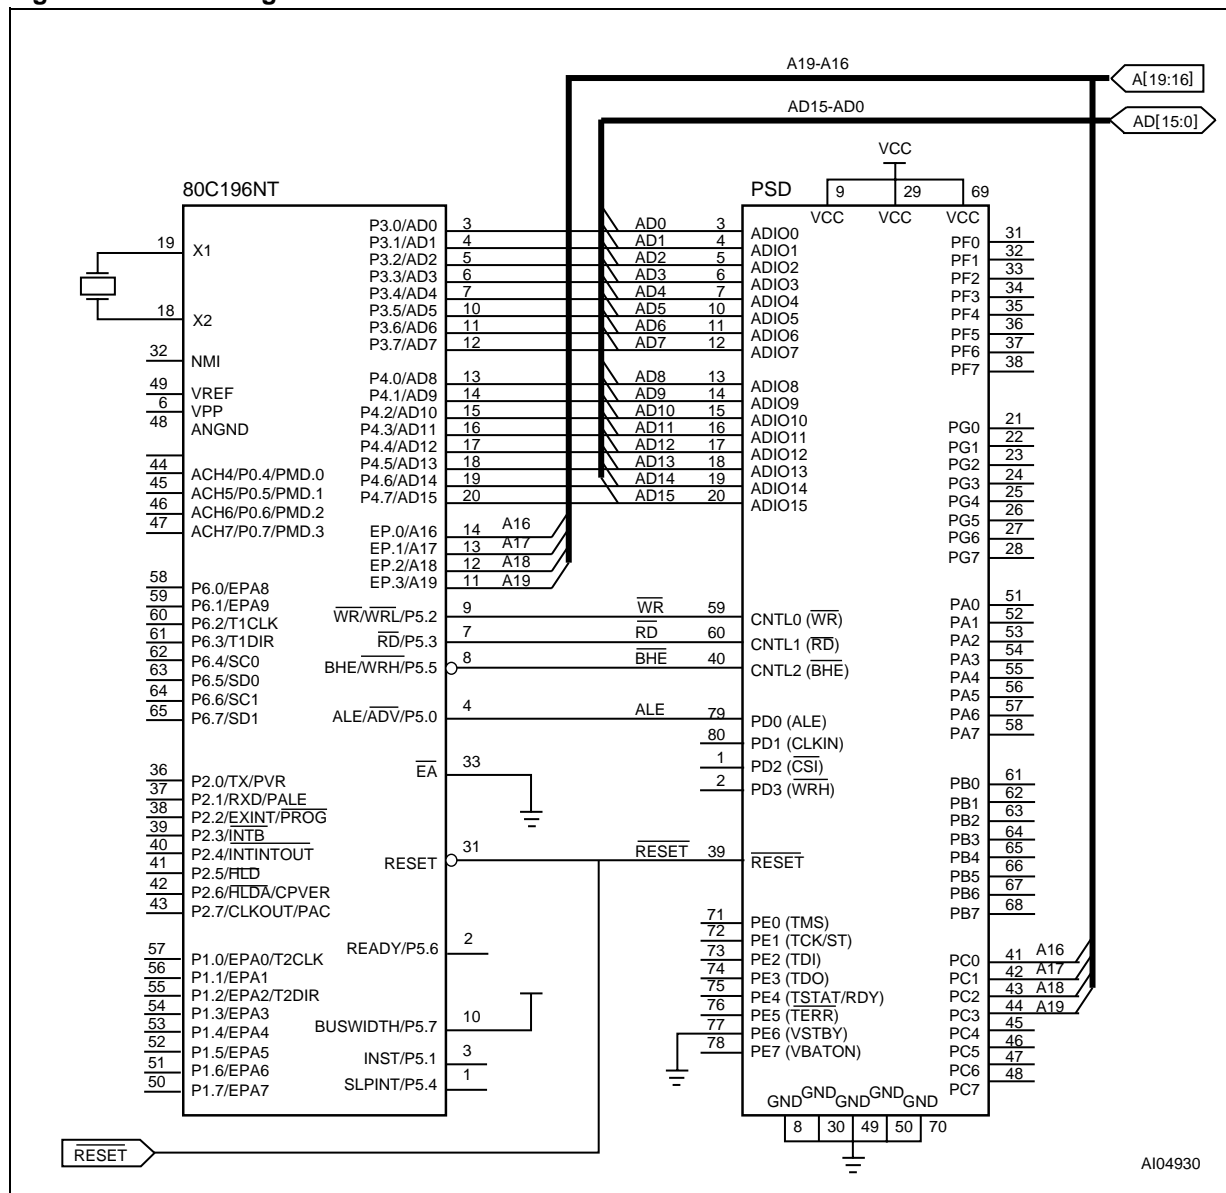 A19-A16
A[19:16]
AD15-AD0
AD[15:0]
VCC
80C196NT
PSD
9
29
69
VCC
VCC
VCC
19
X1
18
X2
32
NMI
49
VREF
6
VPP
48
ANGND
44
ACH4/P0.4/PMD.0
45
ACH5/P0.5/PMD.1
46
ACH6/P0.6/PMD.2
47
ACH7/P0.7/PMD.3
58
P6.0/EPA8
59
P6.1/EPA9
60
P6.2/T1CLK
61
P6.3/T1DIR
62
P6.4/SC0
63
P6.5/SD0
64
P6.6/SC1
65
P6.7/SD1
36
P2.0/TX/PVR
37
P2.1/RXD/PALE
38
P2.2/EXINT/PROG
39
P2.3/INTB
40
P2.4/INTINTOUT
41
P2.5/HLD
42
P2.6/HLDA/CPVER
43
P2.7/CLKOUT/PAC
57
P1.0/EPA0/T2CLK
56
P1.1/EPA1
55
P1.2/EPA2/T2DIR
54
P1.3/EPA3
53
P1.4/EPA4
52
P1.5/EPA5
51
P1.6/EPA6
50
P1.7/EPA7
P3.0/AD0 3 AD0 3 ADIO0
P3.1/AD1 4 AD1 4 ADIO1
P3.2/AD2 5 AD2 5 ADIO2
P3.3/AD3 6 AD3 6 ADIO3
P3.4/AD4 7 AD4 7 ADIO4
P3.5/AD5 10 AD5 10 ADIO5
P3.6/AD6 11 AD6 11 ADIO6
P3.7/AD7 12 AD7 12 ADIO7
P4.0/AD8 13 AD8 13 ADIO8
P4.1/AD9 14 AD9 14 ADIO9
P4.2/AD10 15 AD10 15 ADIO10
P4.3/AD11 16 AD11 16 ADIO11
P4.4/AD12 17 AD12 17 ADIO12
P4.5/AD13 18 AD13 18 ADIO13
P4.6/AD14 19 AD14 19 ADIO14
P4.7/AD15 20 AD15 20 ADIO15
EP.0/A16 14 A16
EP.1/A17 13 A17
EP.2/A18 12 A18
EP.3/A19 11 A19
WR/WRL/P5.2 9 WR 59 CNTL0 (WR)
RD/P5.3 7 RD 60 CNTL1 (RD)
BHE/WRH/P5.5 8 BHE 40 CNTL2 (BHE)
ALE/ADV/P5.0 4 ALE 79 PD0 (ALE)
80 PD1 (CLKIN)
1 PD2 (CSI)
2 PD3 (WRH)
EA 33
RESET 31 RESET 39 RESET
READY/P5.6 2
BUSWIDTH/P5.7 10
INST/P5.1 3
SLPINT/P5.4 1
71 PE0 (TMS)
72 PE1 (TCK/ST)
73 PE2 (TDI)
74 PE3 (TDO)
75 PE4 (TSTAT/RDY)
76 PE5 (TERR)
77 PE6 (VSTBY)
78 PE7 (VBATON)
PF0 31
PF1 32
PF2 33
PF3 34
PF4 35
PF5 36
PF6 37
PF7 38
PG0 21
PG1 22
PG2 23
PG3 24
PG4 25
PG5 26
PG6 27
PG7 28
PA0 51
PA1 52
PA2 53
PA3 54
PA4 55
PA5 56
PA6 57
PA7 58
PB0 61
PB1 62
PB2 63
PB3 64
PB4 65
PB5 66
PB6 67
PB7 68
PC0 41 A16
PC1 42 A17
PC2 43 A18
PC3 44 A19
PC4 45
PC5 46
PC6 47
PC7 48
GND GND GND GND GND
8 30 49 50 70
RESET
AI04930